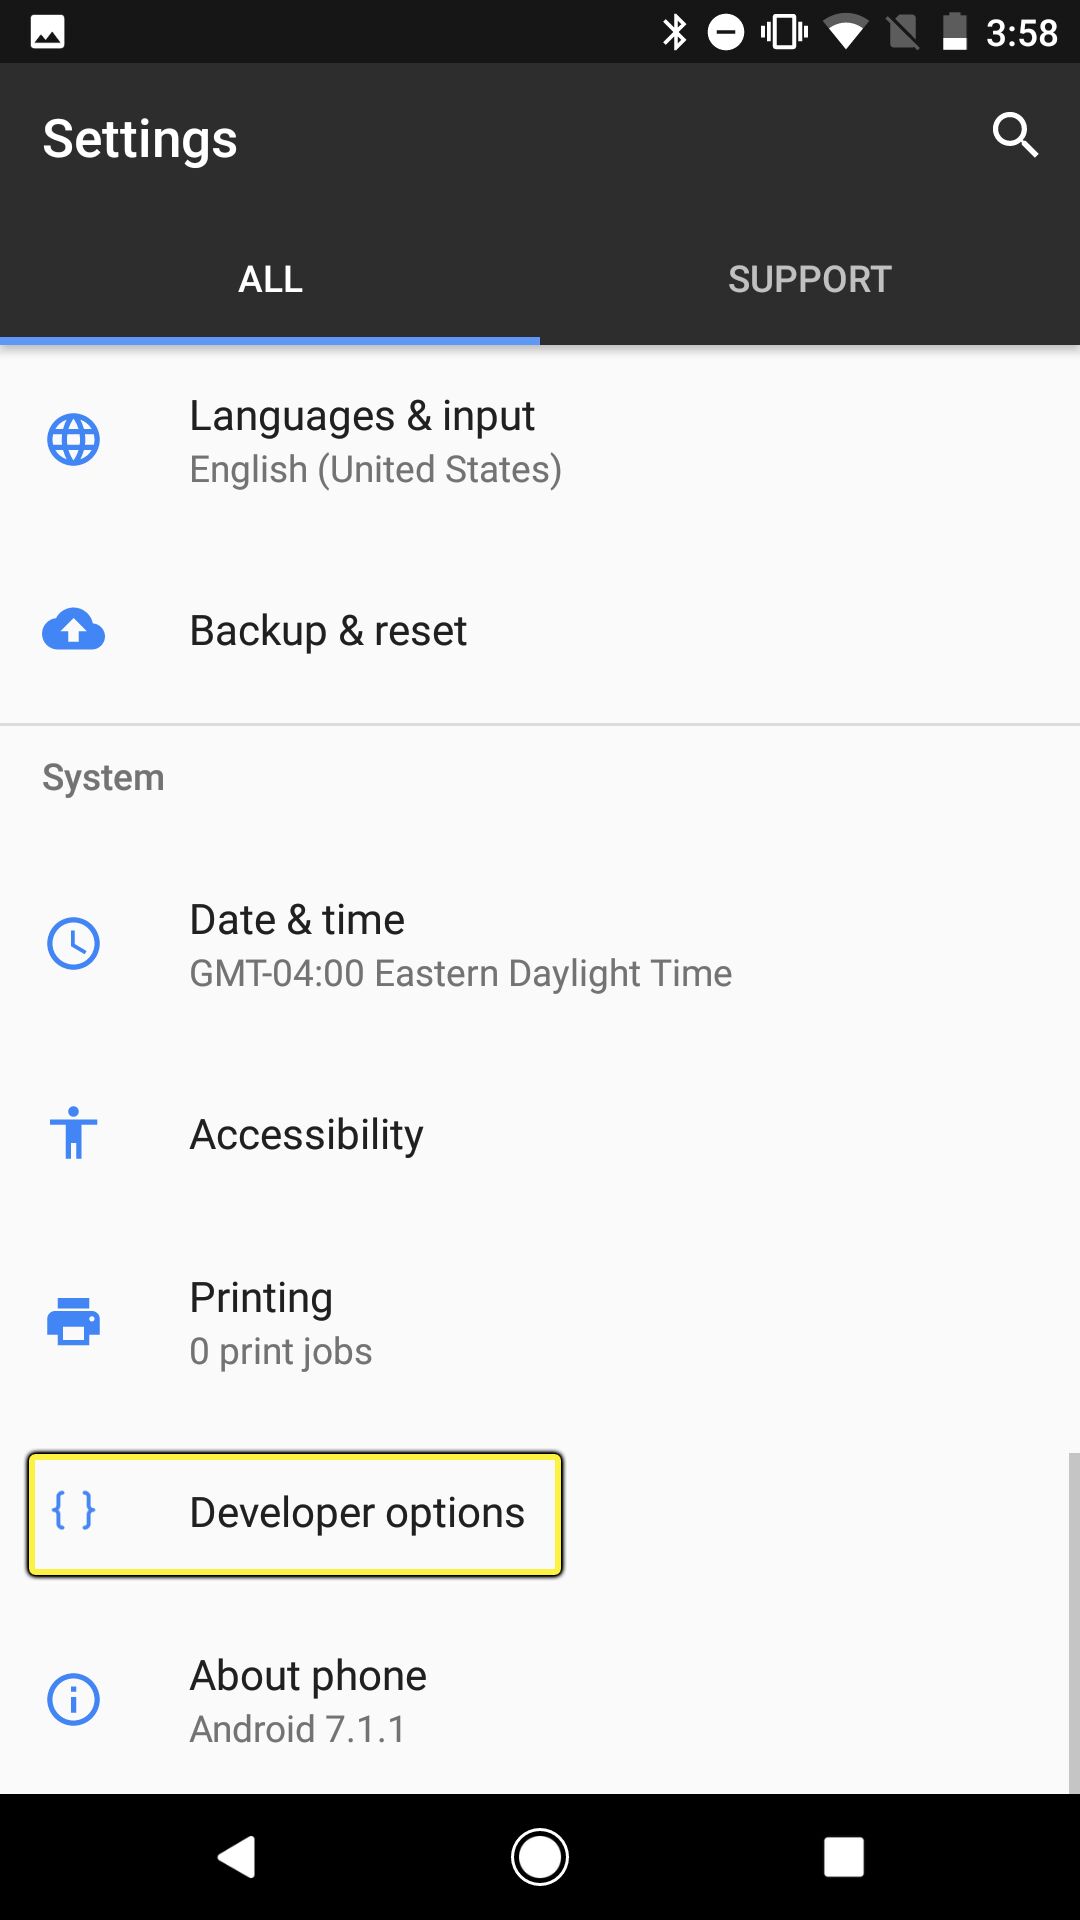 3:58
Settings
ALL
SUPPORT
Languages & input
English (United States)
Backup & reset
System
Date & time
GMT-04:00 Eastern Daylight Time
Accessibility
Printing
0 print jobs
{ } Developer options
About phone
Android 7.1.1